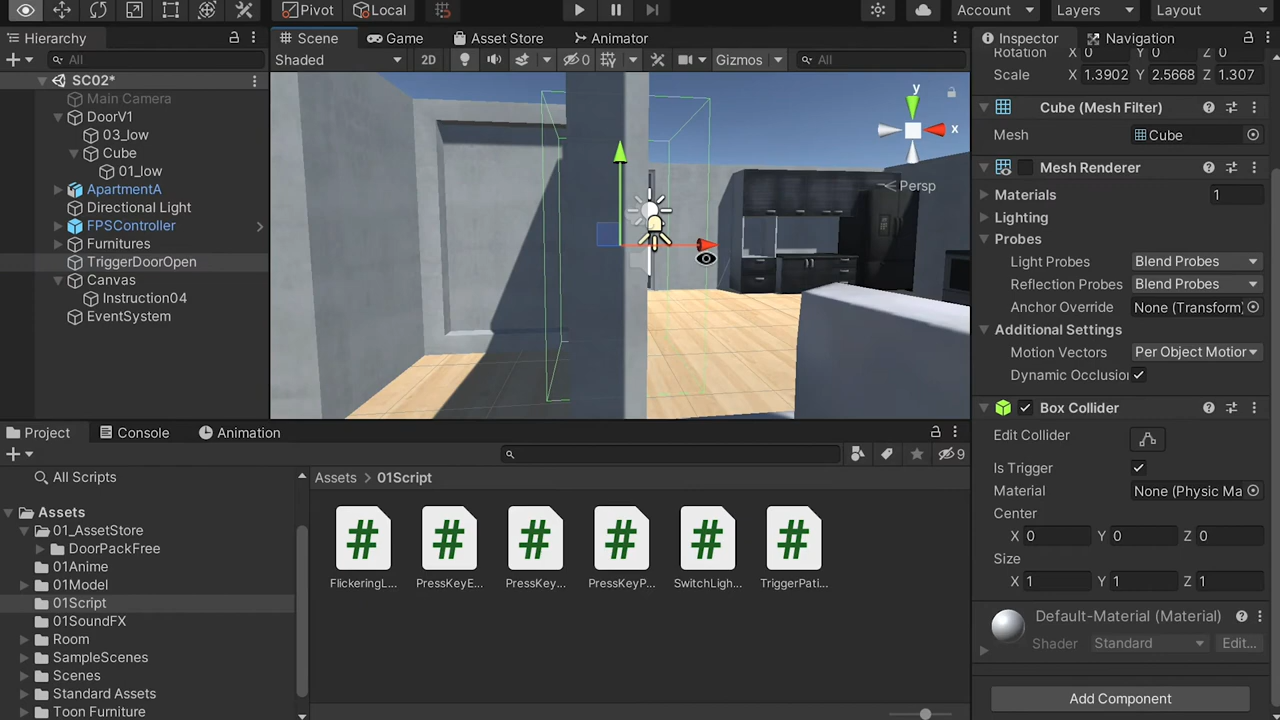 Pivot Local Account Layers Layout
Hierarchy Scene Game Asset Store Animator Inspector Navigation
All Shaded 2D 0 Gizmos All
Rotation X 0 Y 0 Z 0
Scale X 1.3902 Y 2.5668 Z 1.307
SC02*
Main Camera
DoorV1
03_low
Cube
01_low
ApartmentA
Directional Light
FPSController
Furnitures
TriggerDoorOpen
Canvas
Instruction04
EventSystem
y
x
Persp
Cube (Mesh Filter)
Mesh Cube
Mesh Renderer
Materials 1
Lighting
Probes
Light Probes Blend Probes
Reflection Probes Blend Probes
Anchor Override None (Transform)
Additional Settings
Motion Vectors Per Object Motion
Dynamic Occlusion
Box Collider
Edit Collider
Is Trigger
Material None (Physic Ma
Center
X 0 Y 0 Z 0
Size
X 1 Y 1 Z 1
Default-Material (Material)
Shader Standard Edit...
Add Component
Project Console Animation
9
All Scripts
Assets
01_AssetStore
DoorPackFree
01Anime
01Model
01Script
01SoundFX
Room
SampleScenes
Scenes
Standard Assets
Toon Furniture
Assets 01Script
FlickeringL... PressKeyE... PressKey... PressKeyP... SwitchLigh... TriggerPati...